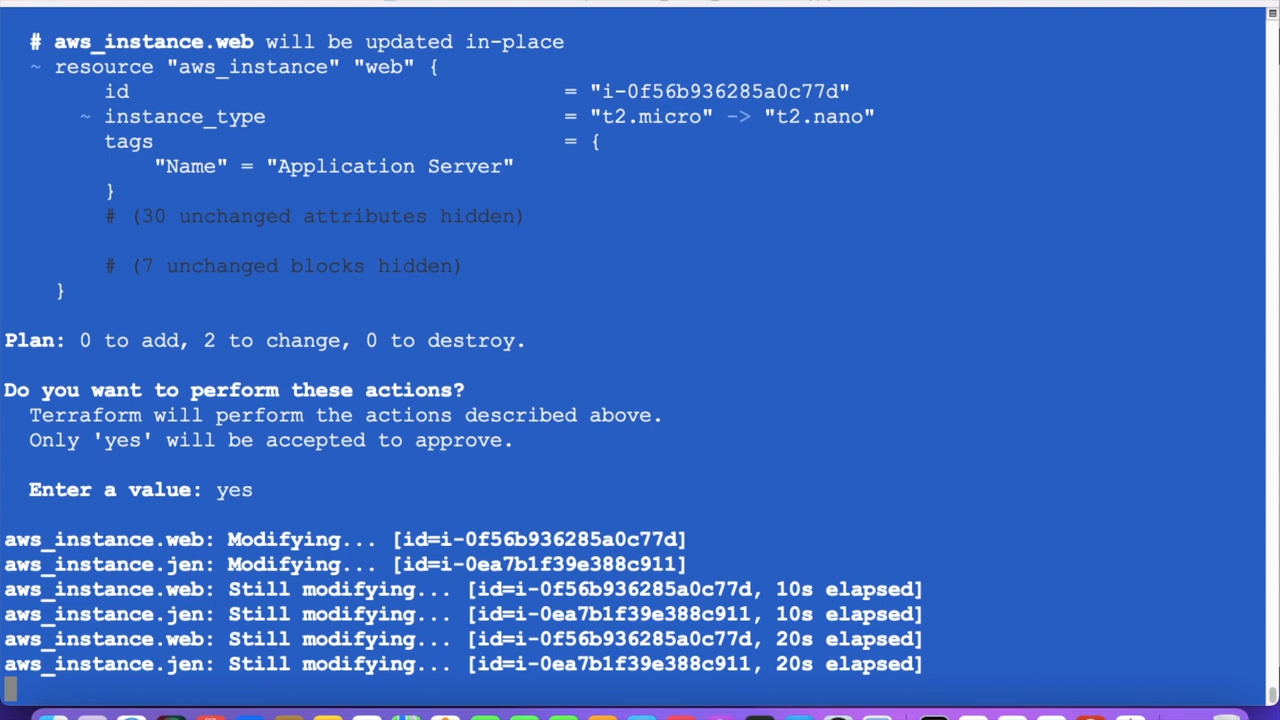 # aws_instance.web will be updated in-place
~ resource "aws_instance" "web" {
id = "i-0f56b936285a0c77d"
~ instance_type = "t2.micro" -> "t2.nano"
tags = {
"Name" = "Application Server"
}
# (30 unchanged attributes hidden)
# (7 unchanged blocks hidden)
}
Plan: 0 to add, 2 to change, 0 to destroy.
Do you want to perform these actions?
Terraform will perform the actions described above.
Only 'yes' will be accepted to approve.
Enter a value: yes
aws_instance.web: Modifying... [id=i-0f56b936285a0c77d]
aws_instance.jen: Modifying... [id=i-0ea7b1f39e388c911]
aws_instance.web: Still modifying... [id=i-0f56b936285a0c77d, 10s elapsed]
aws_instance.jen: Still modifying... [id=i-0ea7b1f39e388c911, 10s elapsed]
aws_instance.web: Still modifying... [id=i-0f56b936285a0c77d, 20s elapsed]
aws_instance.jen: Still modifying... [id=i-0ea7b1f39e388c911, 20s elapsed]